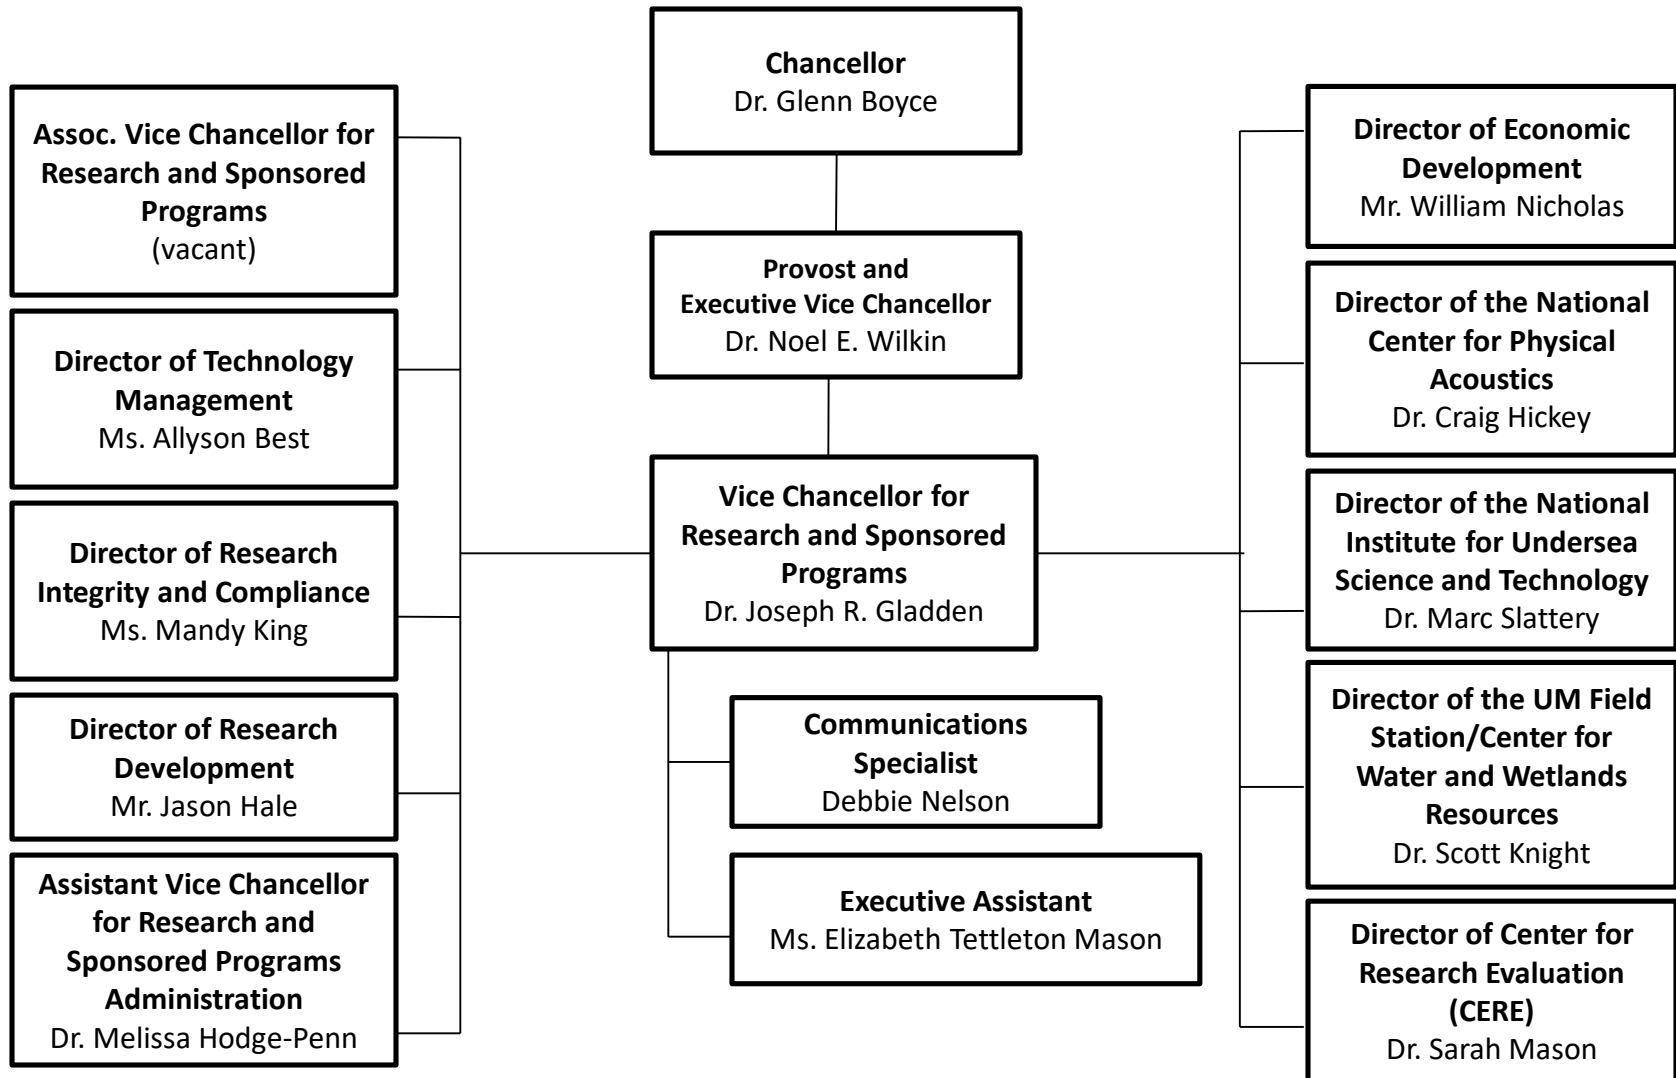 Chancellor
Dr. Glenn Boyce
Provost and
Executive Vice Chancellor
Dr. Noel E. Wilkin
Vice Chancellor for
Research and Sponsored
Programs
Dr. Joseph R. Gladden
Communications
Specialist
Debbie Nelson
Executive Assistant
Ms. Elizabeth Tettleton Mason
Assoc. Vice Chancellor for
Research and Sponsored
Programs
(vacant)
Director of Technology
Management
Ms. Allyson Best
Director of Research
Integrity and Compliance
Ms. Mandy King
Director of Research
Development
Mr. Jason Hale
Assistant Vice Chancellor
for Research and
Sponsored Programs
Administration
Dr. Melissa Hodge-Penn
Director of Economic
Development
Mr. William Nicholas
Director of the National
Center for Physical
Acoustics
Dr. Craig Hickey
Director of the National
Institute for Undersea
Science and Technology
Dr. Marc Slattery
Director of the UM Field
Station/Center for
Water and Wetlands
Resources
Dr. Scott Knight
Director of Center for
Research Evaluation
(CERE)
Dr. Sarah Mason